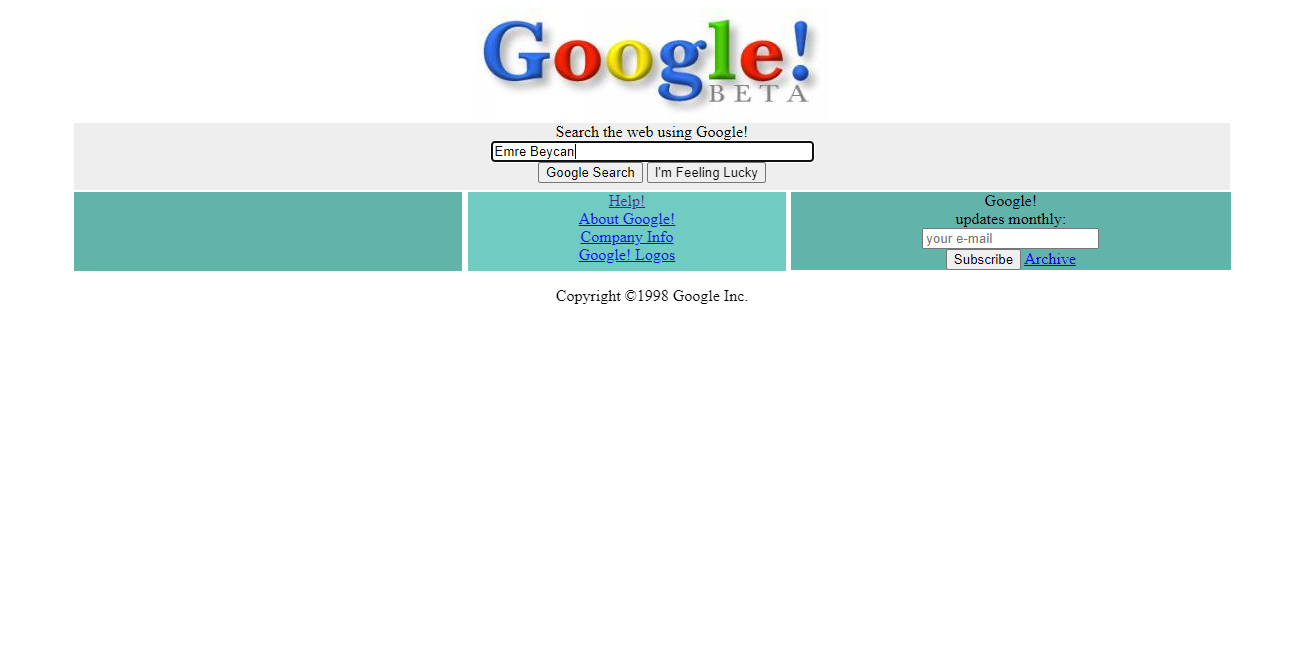 Google!
BETA
Search the web using Google!
Emre Beycan
Google Search I'm Feeling Lucky
Help!
About Google!
Company Info
Google! Logos
Google!
updates monthly:
your e-mail
Subscribe Archive
Copyright ©1998 Google Inc.